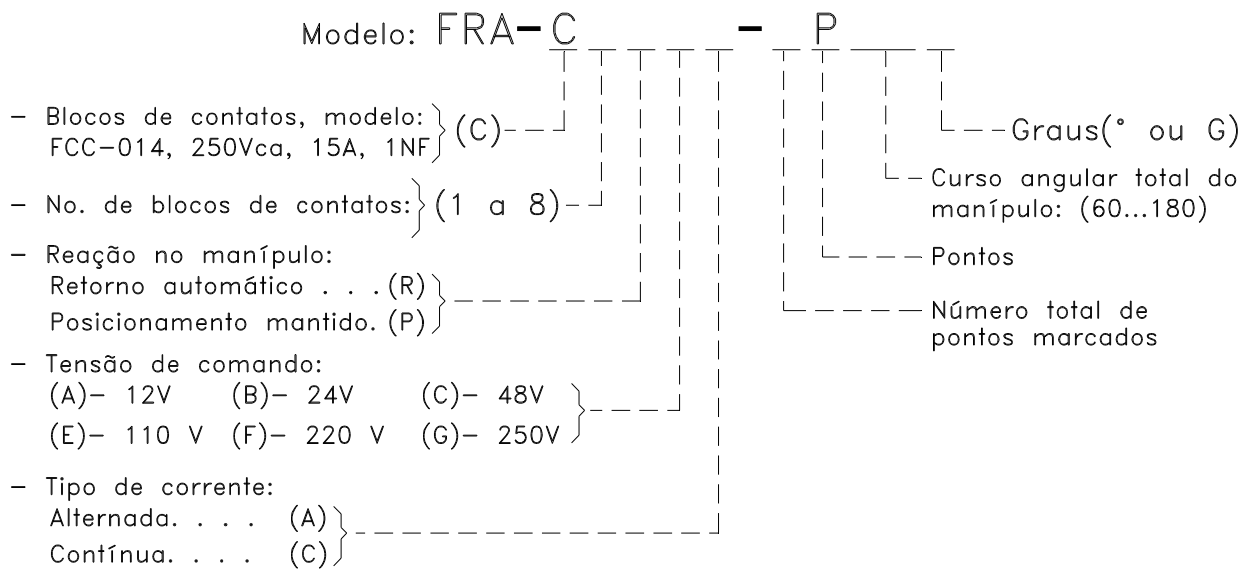 Modelo: FRA-C - P
- Blocos de contatos, modelo:
FCC-014, 250Vca, 15A, 1NF
(C)
Graus(° ou G)
- No. de blocos de contatos:
(1 a 8)
Curso angular total do
manípulo: (60...180)
- Reação no manípulo:
Retorno automático . . . (R)
Posicionamento mantido. (P)
Pontos
Número total de
pontos marcados
- Tensão de comando:
(A)- 12V (B)- 24V (C)- 48V
(E)- 110 V (F)- 220 V (G)- 250V
- Tipo de corrente:
Alternada. . . . (A)
Contínua. . . . (C)